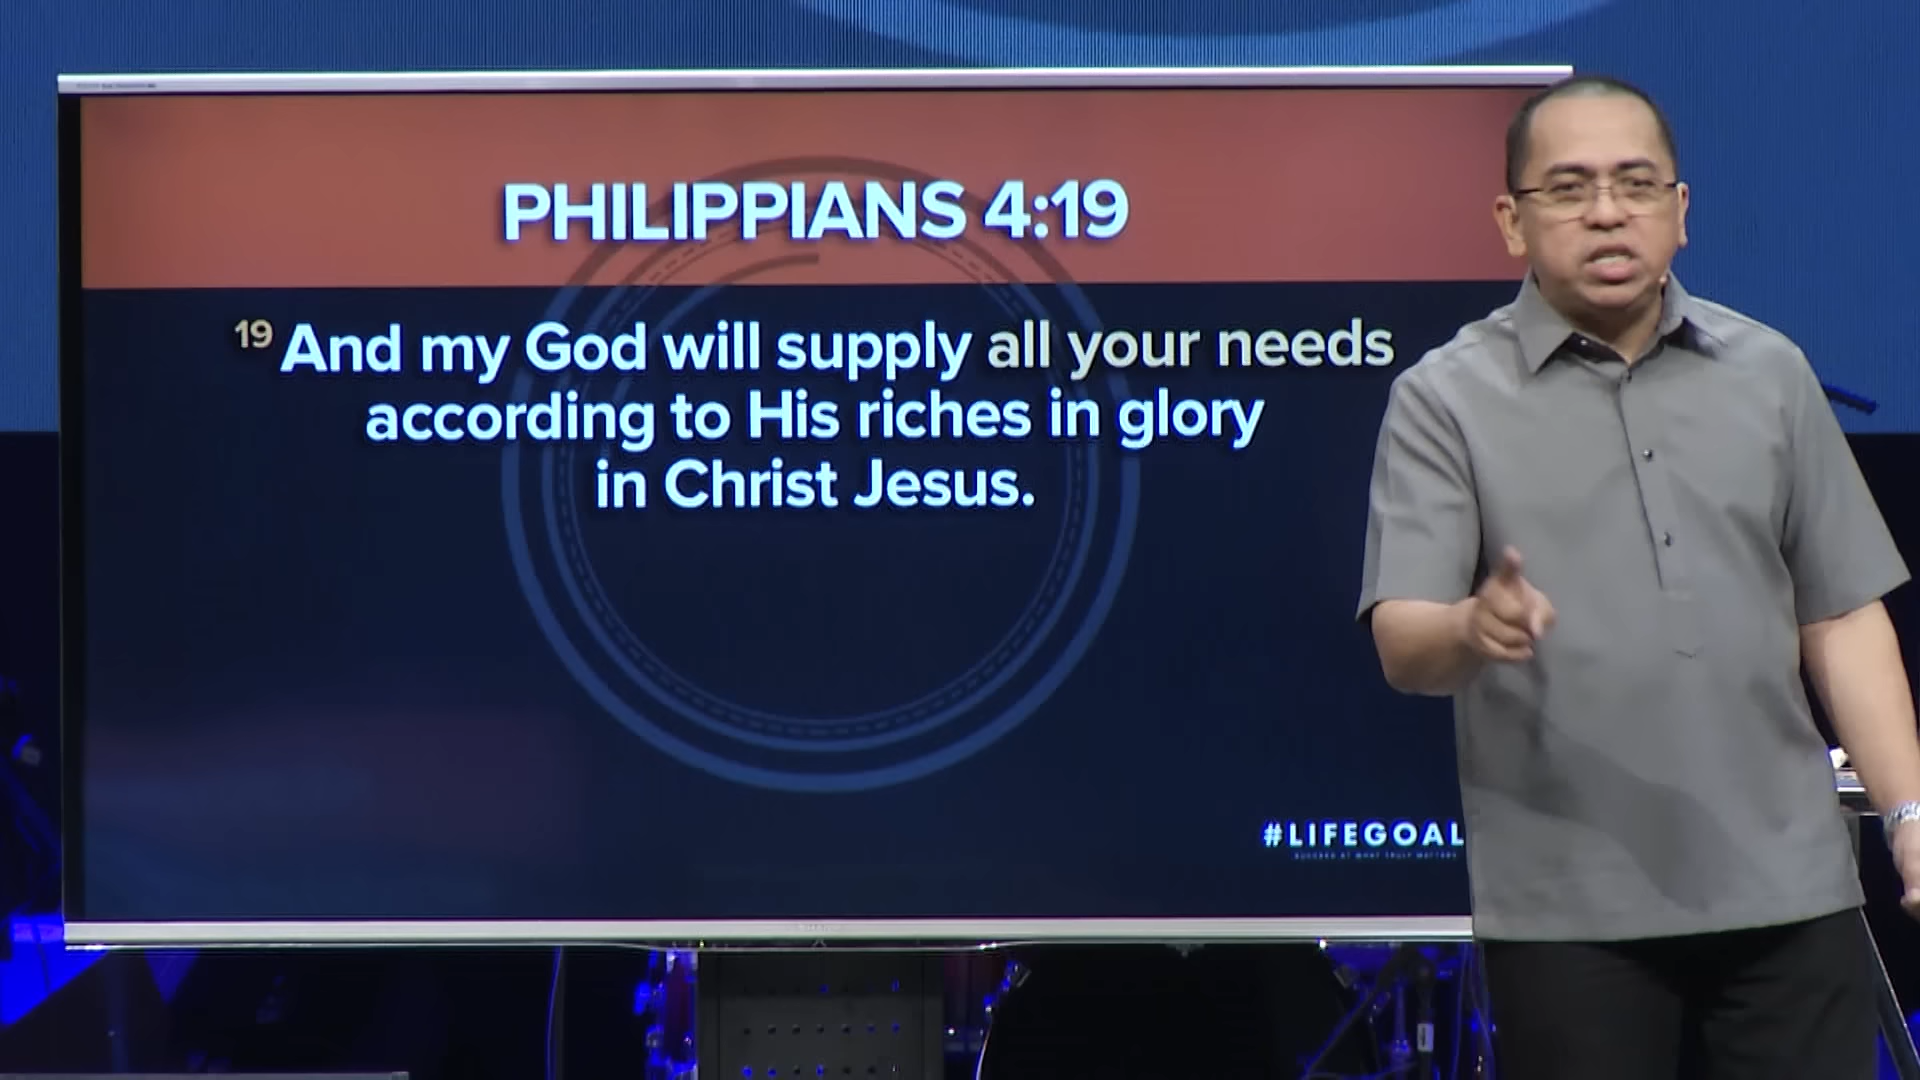 PHILIPPIANS 4:19
19 And my God will supply all your needs
according to His riches in glory
in Christ Jesus.
#LIFEGOAL